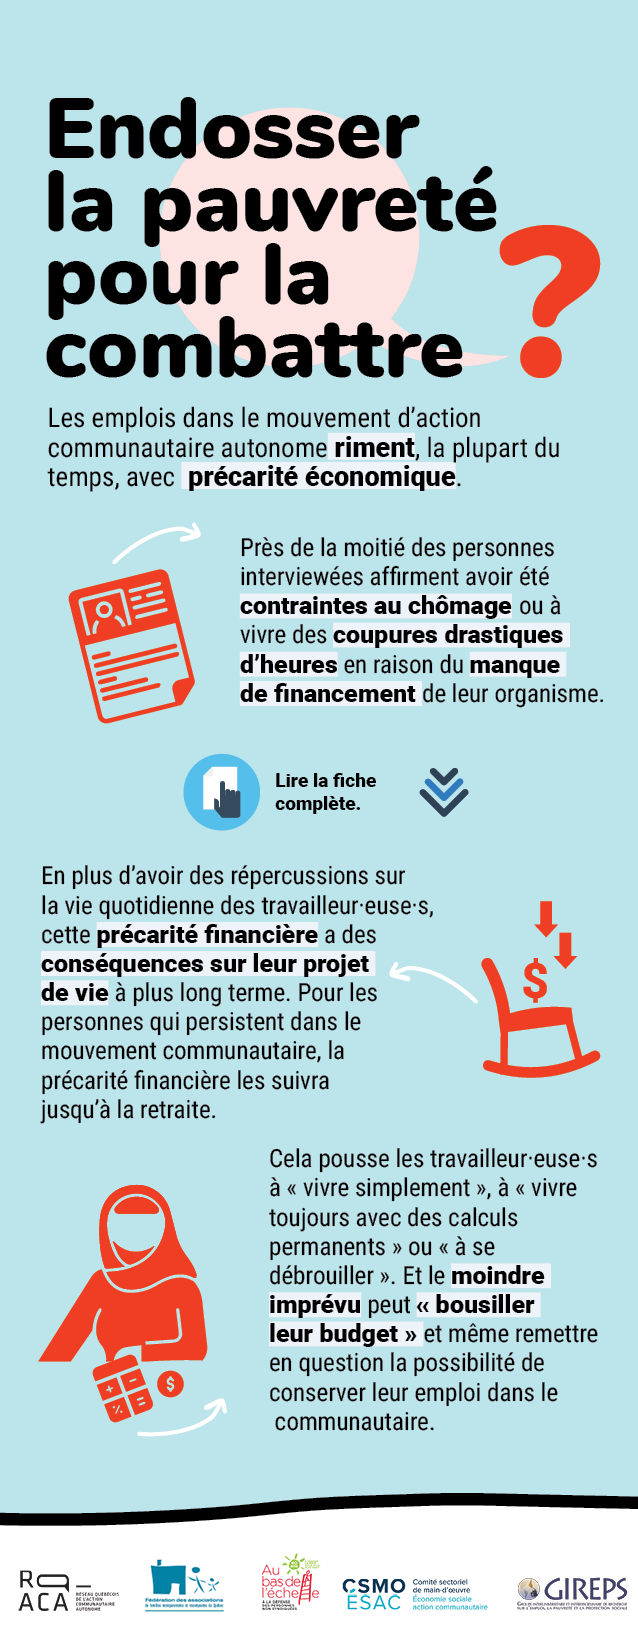 Endosser
la pauvreté
pour la
combattre ?
Les emplois dans le mouvement d’action
communautaire autonome riment, la plupart du
temps, avec précarité économique.
Près de la moitié des personnes
interviewées affirment avoir été
contraintes au chômage ou à
vivre des coupures drastiques
d’heures en raison du manque
de financement de leur organisme.
Lire la fiche
complète.
En plus d’avoir des répercussions sur
la vie quotidienne des travailleur·euse·s,
cette précarité financière a des
conséquences sur leur projet
de vie à plus long terme. Pour les
personnes qui persistent dans le
mouvement communautaire, la
précarité financière les suivra
jusqu’à la retraite.
$
Cela pousse les travailleur·euse·s
à « vivre simplement », à « vivre
toujours avec des calculs
permanents » ou « à se
débrouiller ». Et le moindre
imprévu peut « bousiller
leur budget » et même remettre
en question la possibilité de
conserver leur emploi dans le
communautaire.
+ −
% =
$
RQ–
ACA
RÉSEAU QUÉBÉCOIS
DE L’ACTION
COMMUNAUTAIRE
AUTONOME
Fédération des associations
Au
bas de
l’échelle
À LA DÉFENSE
DES PERSONNES
NON SYNDIQUÉES
CSMO
ÉSAC
Comité sectoriel
de main-d’œuvre
Économie sociale
action communautaire
GIREPS